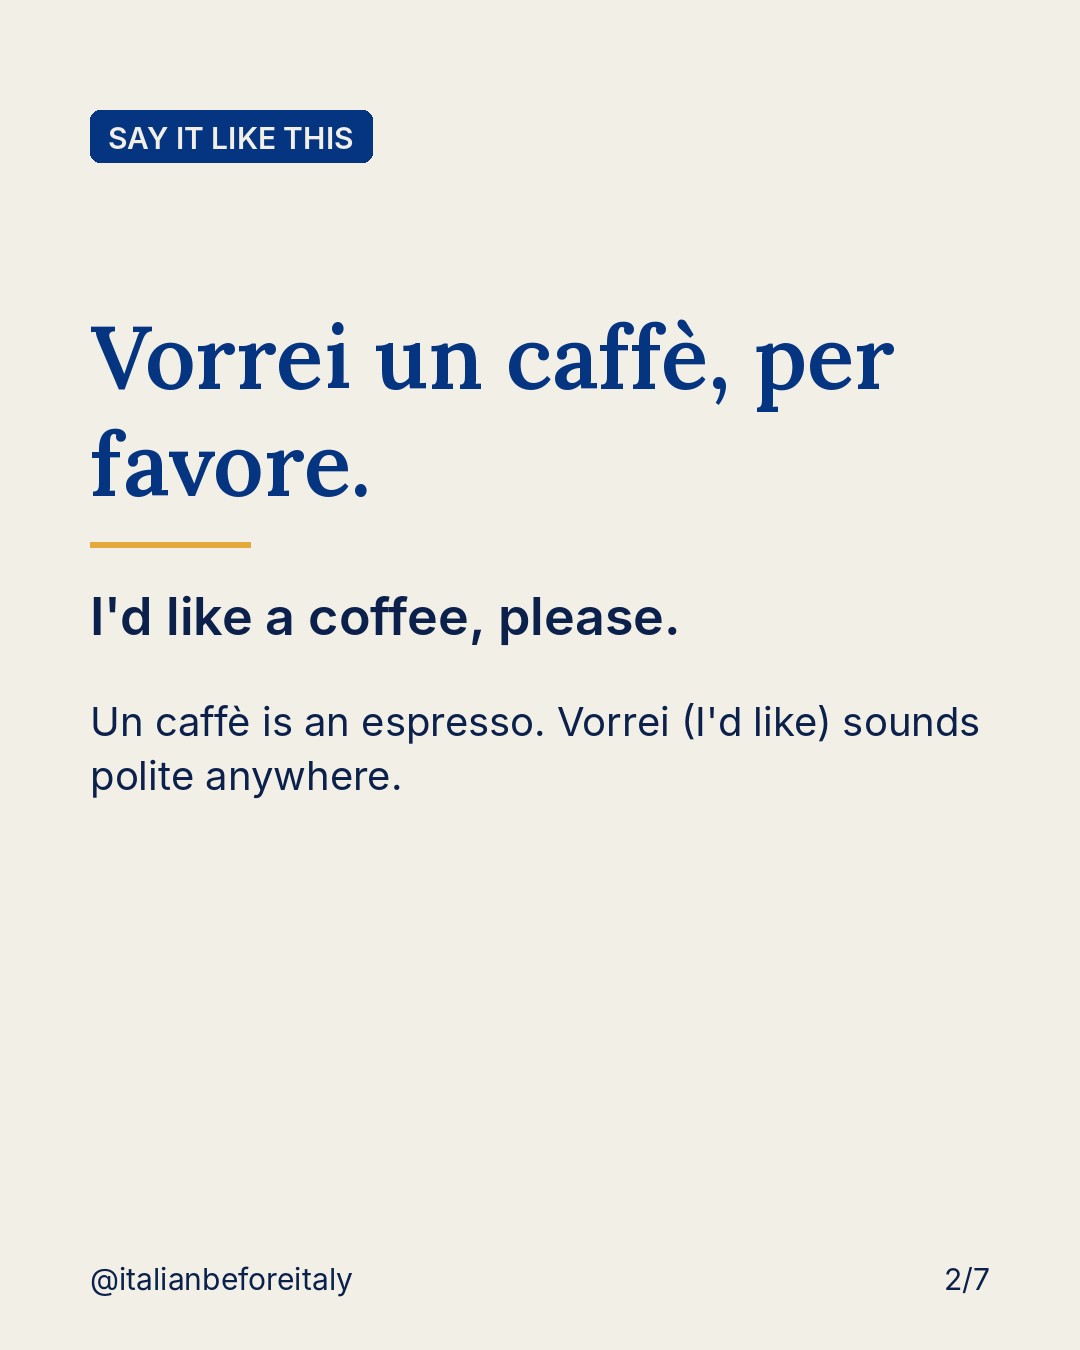 SAY IT LIKE THIS
Vorrei un caffè, per
favore.
I'd like a coffee, please.
Un caffè is an espresso. Vorrei (I'd like) sounds
polite anywhere.
@italianbeforeitaly
2/7